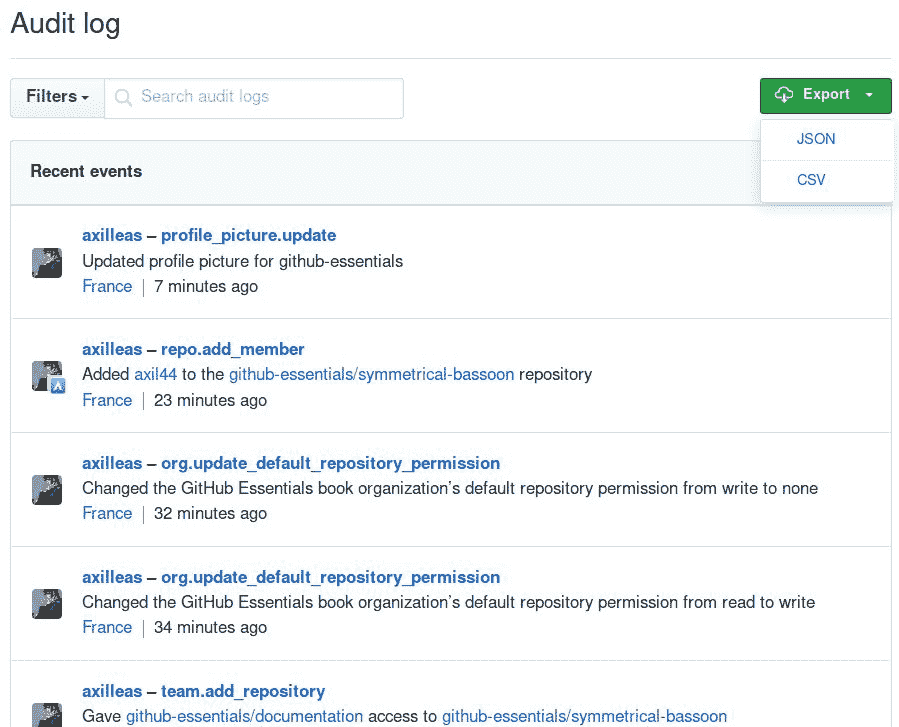 Audit log
Filters
Search audit logs
Export
JSON
CSV
Recent events
axilleas – profile_picture.update
Updated profile picture for github-essentials
France | 7 minutes ago
axilleas – repo.add_member
Added axil44 to the github-essentials/symmetrical-bassoon repository
France | 23 minutes ago
axilleas – org.update_default_repository_permission
Changed the GitHub Essentials book organization's default repository permission from write to none
France | 32 minutes ago
axilleas – org.update_default_repository_permission
Changed the GitHub Essentials book organization's default repository permission from read to write
France | 34 minutes ago
axilleas – team.add_repository
Gave github-essentials/documentation access to github-essentials/symmetrical-bassoon